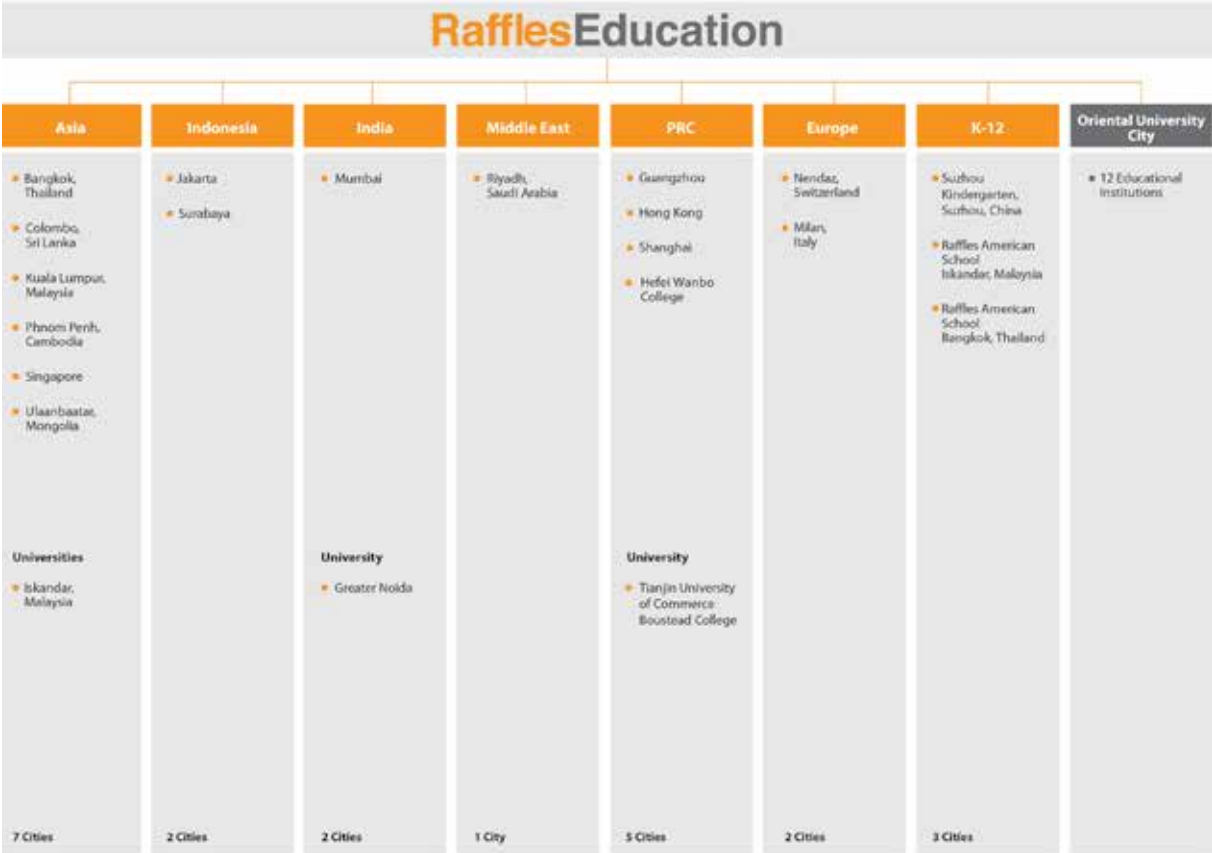 RafflesEducation
Asia
Bangkok,
Thailand
Colombo,
Sri Lanka
Kuala Lumpur,
Malaysia
Phnom Penh,
Cambodia
Singapore
Ulaanbaatar,
Mongolia
Universities
Iskandar,
Malaysia
7 Cities
Indonesia
Jakarta
Surabaya
2 Cities
India
Mumbai
University
Greater Noida
2 Cities
Middle East
Riyadh,
Saudi Arabia
1 City
PRC
Guangzhou
Hong Kong
Shanghai
Hefei Wanbo
College
University
Tianjin University
of Commerce
Boustead College
5 Cities
Europe
Nendaz,
Switzerland
Milan,
Italy
2 Cities
K-12
Suzhou
Kindergarten,
Suzhou, China
Raffles American
School
Iskandar, Malaysia
Raffles American
School
Bangkok, Thailand
3 Cities
Oriental University
City
12 Educational
Institutions